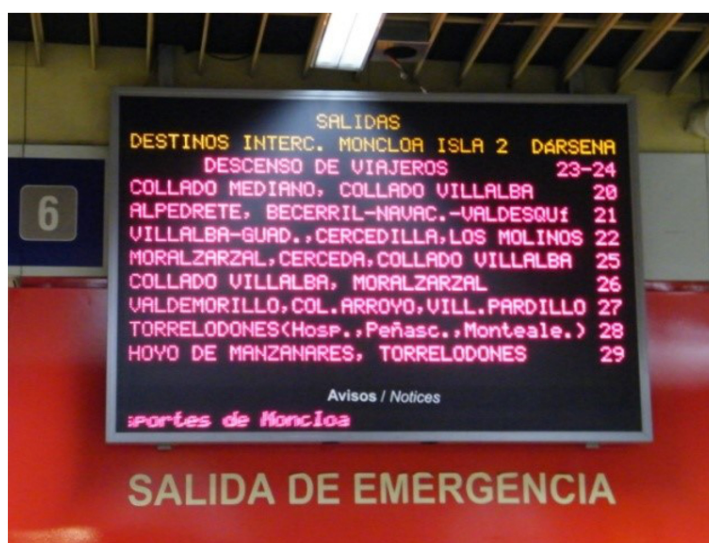 SALIDAS
DESTINOS INTERC. MONCLOA ISLA 2 DÁRSENA
DESCENSO DE VIAJEROS 23-24
COLLADO MEDIANO, COLLADO VILLALBA 20
ALPEDRETE, BECERRIL-NAVAC.-VALDESQUí 21
VILLALBA-GUAD.,CERCEDILLA,LOS MOLINOS 22
MORALZARZAL,CERCEDA,COLLADO VILLALBA 25
COLLADO VILLALBA, MORALZARZAL 26
VALDEMORILLO,COL.ARROYO,VILL.PARDILLO 27
TORRELODONES(Hosp.,Peñasc.,Monteale.) 28
HOYO DE MANZANARES, TORRELODONES 29
6
Avisos / Notices
sportes de Moncloa
SALIDA DE EMERGENCIA